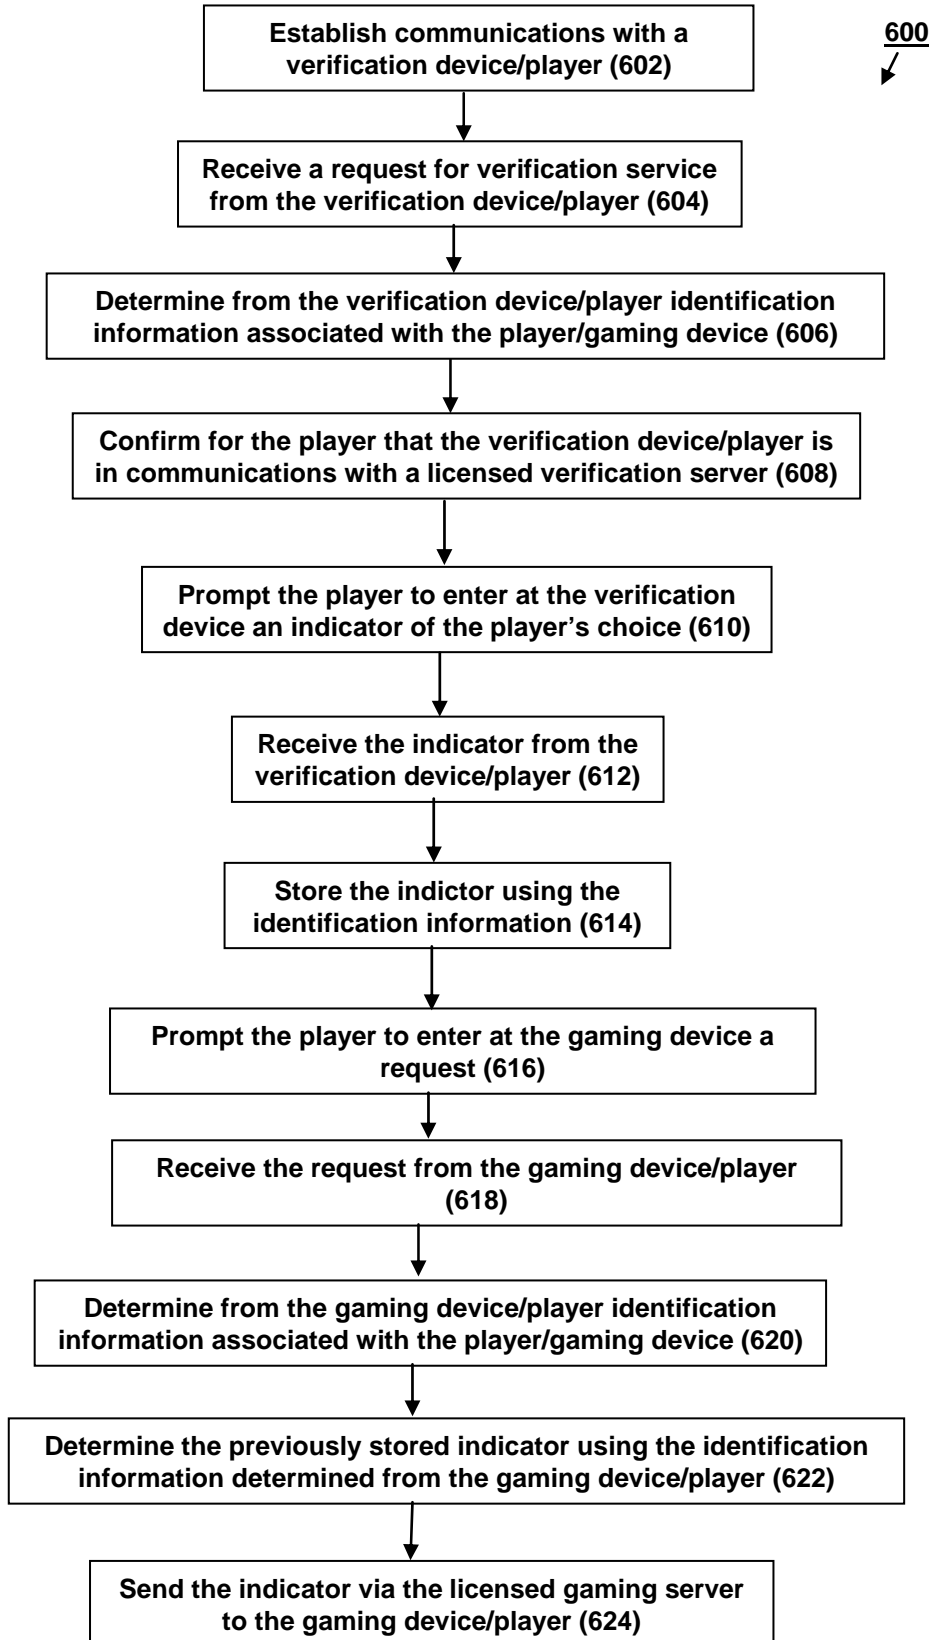 Establish communications with a
verification device/player (602)
600
Receive a request for verification service
from the verification device/player (604)
Determine from the verification device/player identification
information associated with the player/gaming device (606)
Confirm for the player that the verification device/player is
in communications with a licensed verification server (608)
Prompt the player to enter at the verification
device an indicator of the player’s choice (610)
Receive the indicator from the
verification device/player (612)
Store the indictor using the
identification information (614)
Prompt the player to enter at the gaming device a
request (616)
Receive the request from the gaming device/player
(618)
Determine from the gaming device/player identification
information associated with the player/gaming device (620)
Determine the previously stored indicator using the identification
information determined from the gaming device/player (622)
Send the indicator via the licensed gaming server
to the gaming device/player (624)